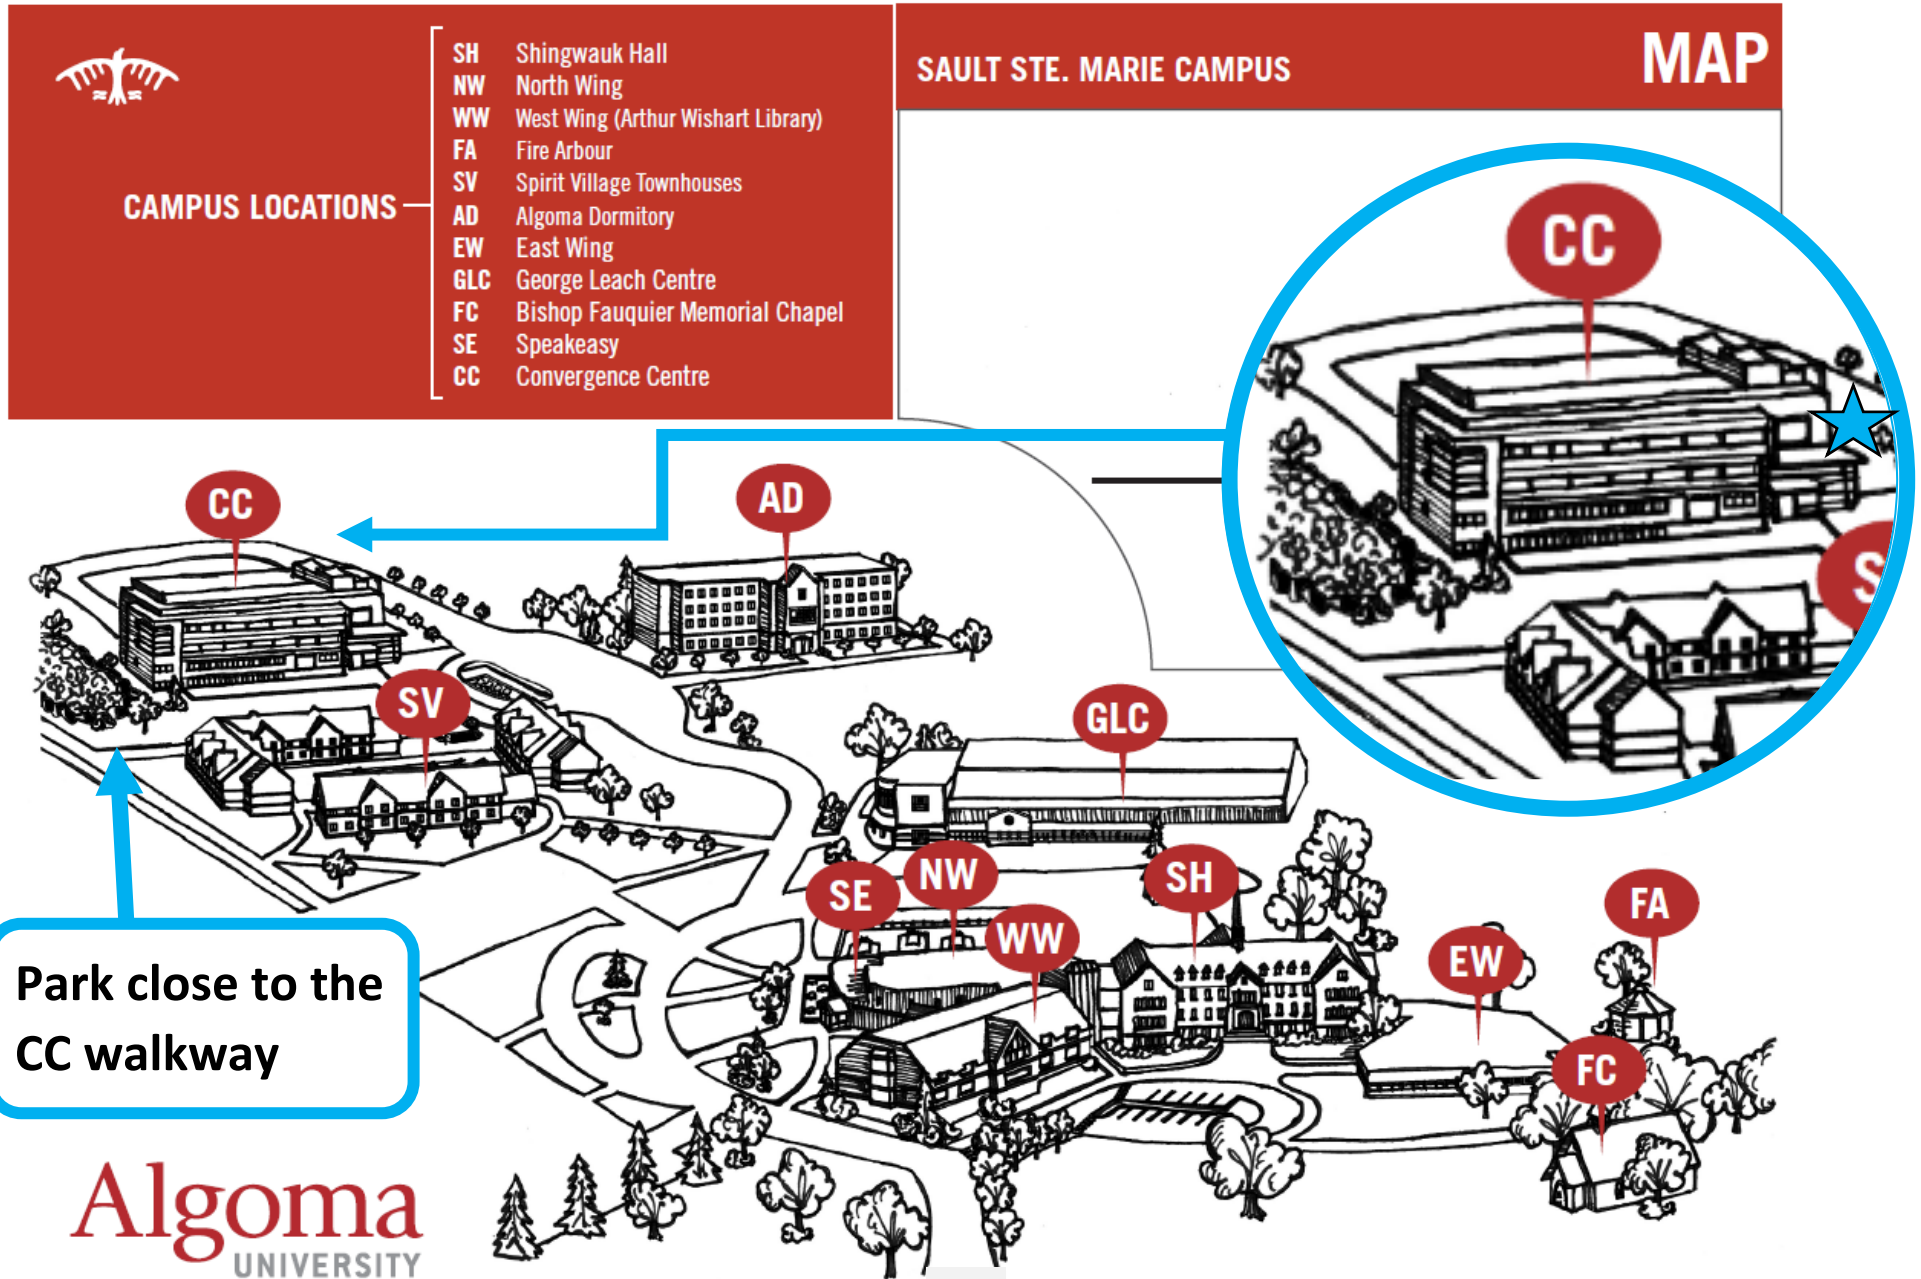 SH Shingwauk Hall
NW North Wing
WW West Wing (Arthur Wishart Library)
FA Fire Arbour
SV Spirit Village Townhouses
AD Algoma Dormitory
EW East Wing
GLC George Leach Centre
FC Bishop Fauquier Memorial Chapel
SE Speakeasy
CC Convergence Centre
CAMPUS LOCATIONS
SAULT STE. MARIE CAMPUS
MAP
CC
S
CC
AD
SV
GLC
SE
NW
WW
SH
EW
FA
FC
Park close to the
CC walkway
Algoma
UNIVERSITY